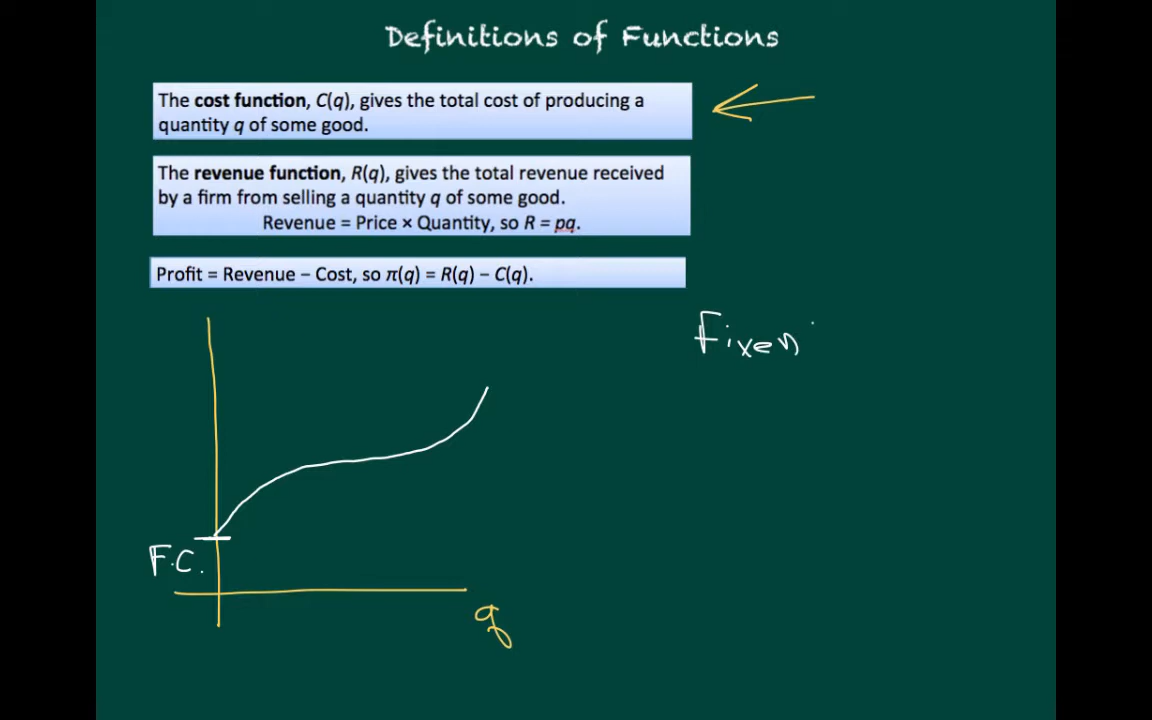 Definitions of Functions
The cost function, C(q), gives the total cost of producing a
quantity q of some good.
The revenue function, R(q), gives the total revenue received
by a firm from selling a quantity q of some good.
Revenue = Price × Quantity, so R = pq.
Profit = Revenue − Cost, so π(q) = R(q) − C(q).
Fixen
F.C.
q